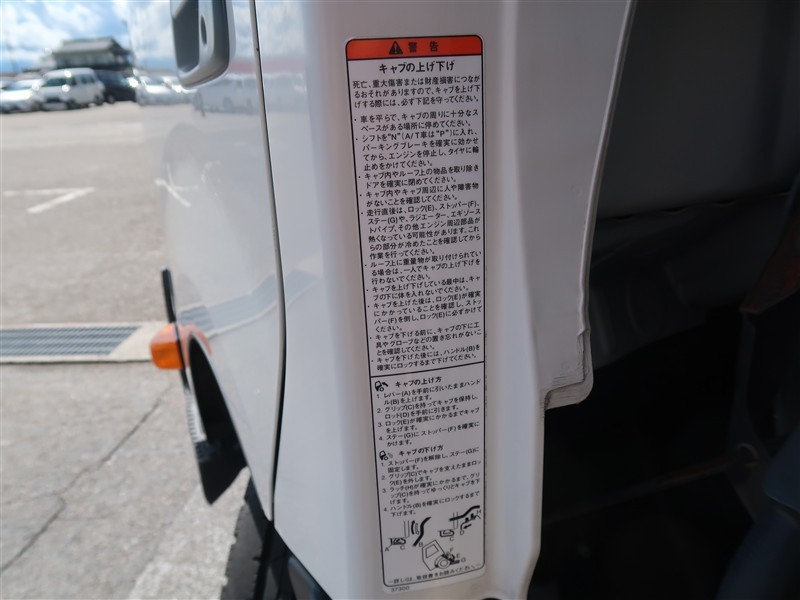 警告
キャブの上げ下げ
死亡、重大傷害または財産損害につなが
るおそれがありますので、キャブを上げ下
げする際には、必ず下記を守ってください。
・車を平らで、キャブの周りに十分なス
ペースがある場所に停めてください。
・シフトを"N"(A/T車は"P")に入れ、
パーキングブレーキを確実に効かせ
てから、エンジンを停止し、タイヤに輪
止めをかけてください。
・キャブ内やルーフ上の物品を取り除き
ドアを確実に閉めてください。
・キャブ内やキャブ周辺に人や障害物
がないことを確認してください。
・走行直後は、ロック(E)、ストッパー(F)、
ステー(G)や、ラジエーター、エギゾース
トパイプ、その他エンジン周辺部品が
熱くなっている可能性があります。これ
らの部分が冷めたことを確認してから
作業を行ってください。
・ルーフ上に重量物が取り付けられてい
る場合は、一人でキャブの上げ下げを
行わないでください。
・キャブを上げ下げしている最中は、キャ
ブの下に体を入れないでください。
・キャブを上げた後は、ロック(E)が確実
にかかっていることを確認し、ストッ
パー(F)を倒し、ロック(E)に必ずかけて
ください。
・キャブを下げる前に、キャブの下に工
具やグローブなどの置き忘れがないこ
とを確認してください。
・キャブを下げた後には、ハンドル(B)を
確実にロックするまで下げてください。
キャブの上げ方
1. レバー(A)を手前に引いたままハンド
ル(B)を上げます。
2. グリップ(C)を持ってキャブを保持し、
ロッド(D)を手前に引きます。
3. ロック(E)が確実にかかるまでキャブ
を上げます。
4. ステー(G)にストッパー(F)を確実に
かけます。
キャブの下げ方
1. ストッパー(F)を解除し、ステー(G)に
固定します。
2. グリップ(C)でキャブを支えたままロッ
ク(E)を外します。
3. ラッチ(H)が確実にかかるまで、グリ
ップ(C)を持ってゆっくりとキャブを下
げます。
4. ハンドル(B)を確実にロックするまで
下げます。
A
C
B
C
D
H
F
E
G
−詳しくは、取扱書をお読みください。−
37350